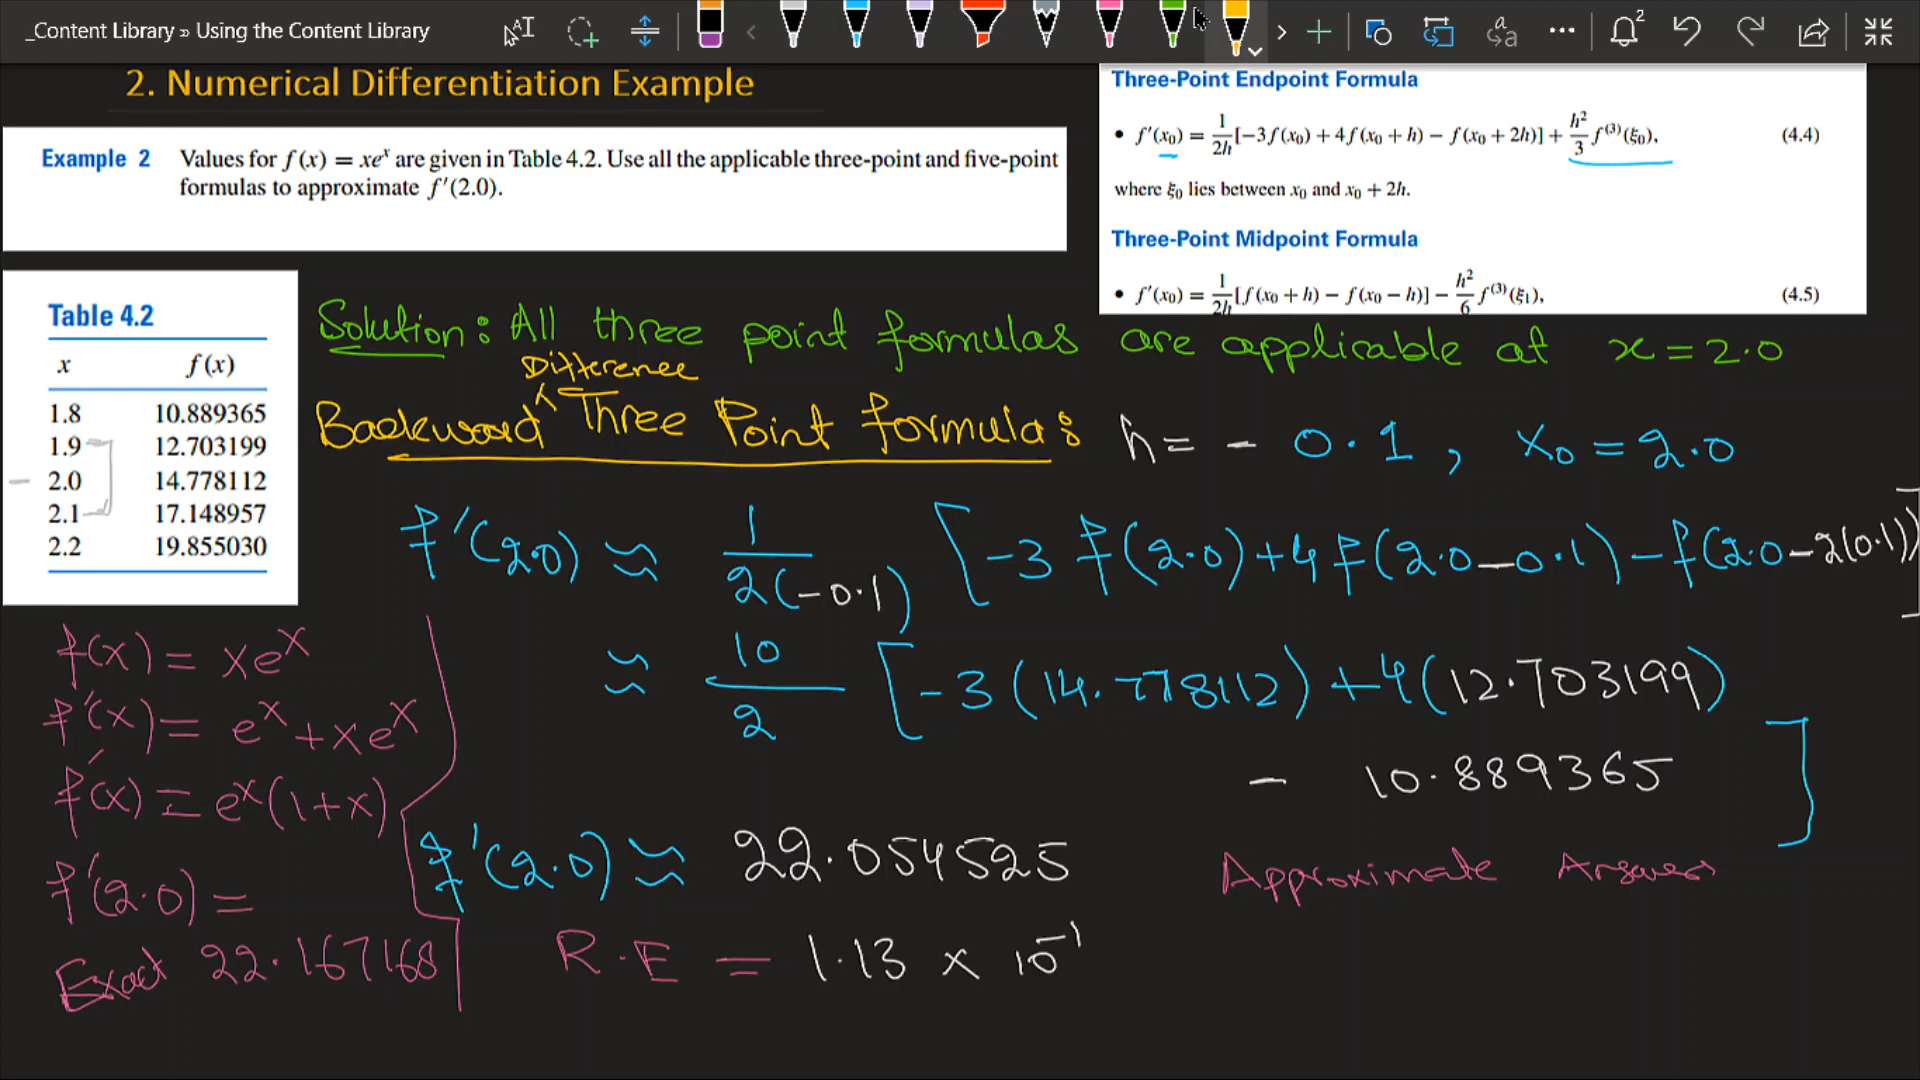 _Content Library » Using the Content Library
2. Numerical Differentiation Example
Example 2 Values for f(x) = xeˣ are given in Table 4.2. Use all the applicable three-point and five-point
formulas to approximate f′(2.0).
Three-Point Endpoint Formula
• f′(x₀) = 1/2h [−3f(x₀) + 4f(x₀ + h) − f(x₀ + 2h)] + h²/3 f⁽³⁾(ξ₀), (4.4)
where ξ₀ lies between x₀ and x₀ + 2h.
Three-Point Midpoint Formula
• f′(x₀) = 1/2h [f(x₀ + h) − f(x₀ − h)] − h²/6 f⁽³⁾(ξ₁), (4.5)
Table 4.2
x f(x)
1.8 10.889365
1.9 12.703199
2.0 14.778112
2.1 17.148957
2.2 19.855030
Solution: All three point formulas are applicable at x = 2.0
Difference
Backward ^ Three Point formula: h = - 0.1, x₀ = 2.0
f′(2.0) ≈ 1/2(-0.1) [-3 f(2.0) + 4 f(2.0 - 0.1) - f(2.0 - 2(0.1))]
≈ 10/2 [-3 (14.778112) + 4 (12.703199)
- 10.889365]
f′(2.0) ≈ 22.054525 Approximate Answer
R.E = 1.13 x 10⁻¹
f(x) = xeˣ
f′(x) = eˣ + xeˣ
f′(x) = eˣ(1+x)
f′(2.0) =
Exact 22.167168